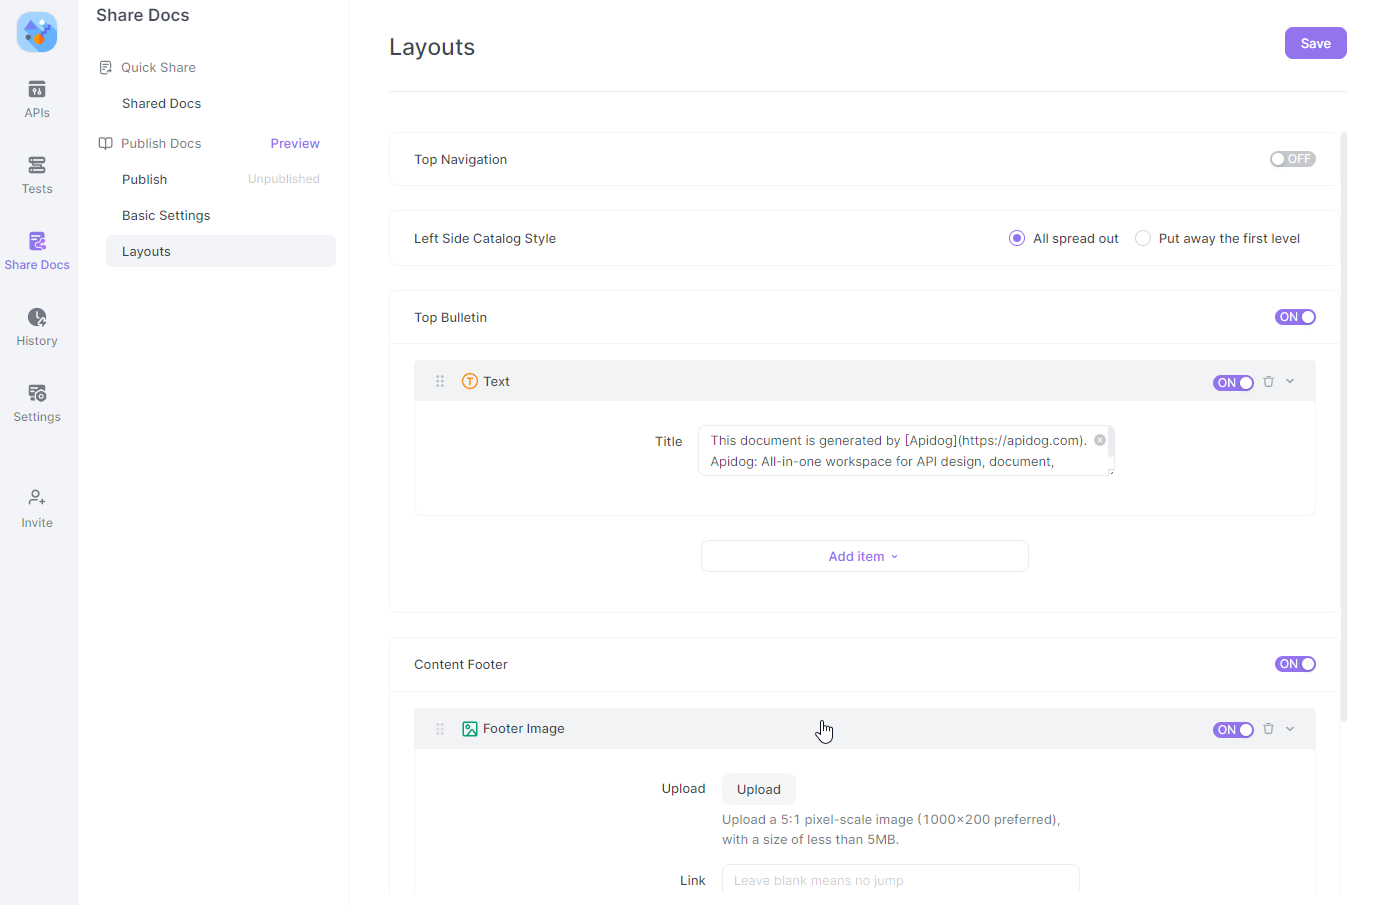 Share Docs
Quick Share
Shared Docs
Publish Docs
Preview
Publish
Unpublished
Basic Settings
Layouts
APIs
Tests
Share Docs
History
Settings
Invite
Layouts
Save
Top Navigation
OFF
Left Side Catalog Style
All spread out
Put away the first level
Top Bulletin
ON
Text
ON
Title
This document is generated by [Apidog](https://apidog.com).
Apidog: All-in-one workspace for API design, document,
Add item
Content Footer
ON
Footer Image
ON
Upload
Upload
Upload a 5:1 pixel-scale image (1000×200 preferred),
with a size of less than 5MB.
Link
Leave blank means no jump